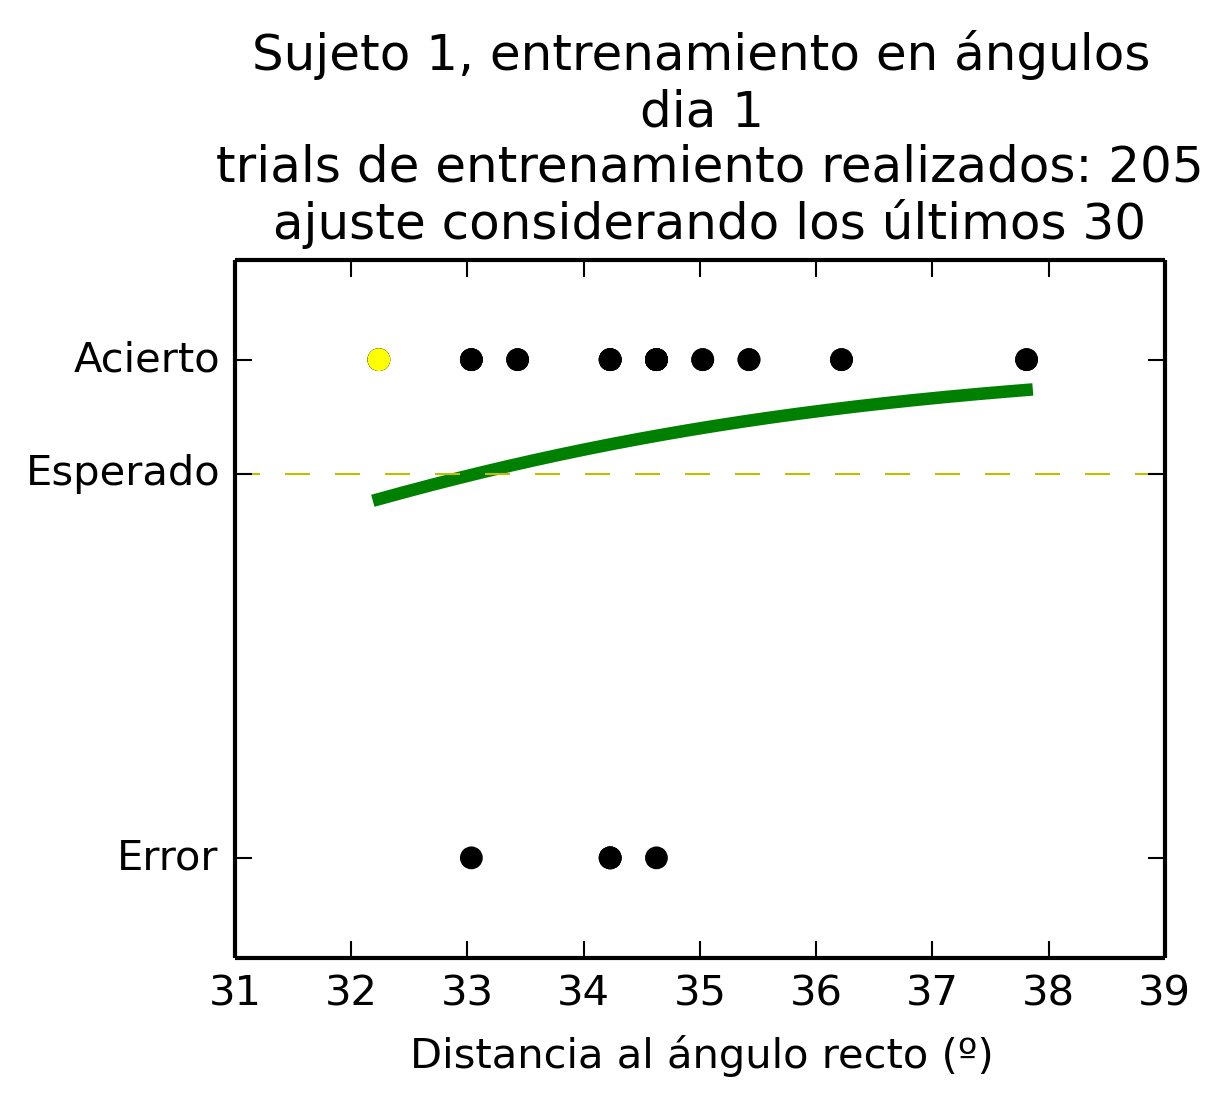 Sujeto 1, entrenamiento en ángulos
dia 1
trials de entrenamiento realizados: 205
ajuste considerando los últimos 30
Acierto
Esperado
Error
31 32 33 34 35 36 37 38 39
Distancia al ángulo recto (º)